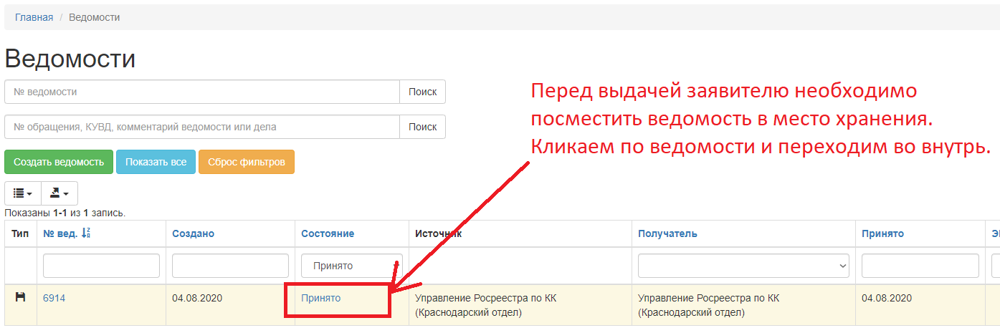 Главная / Ведомости
Ведомости
№ ведомости Поиск
№ обращения, КУВД, комментарий ведомости или дела Поиск
Перед выдачей заявителю необходимо
посместить ведомость в место хранения.
Кликаем по ведомости и переходим во внутрь.
Создать ведомость Показать все Сброс фильтров
Показаны 1-1 из 1 запись.
Тип № вед. Создано Состояние Источник Получатель Принято
Принято
6914 04.08.2020 Принято Управление Росреестра по КК Управление Росреестра по КК 04.08.2020
(Краснодарский отдел) (Краснодарский отдел)